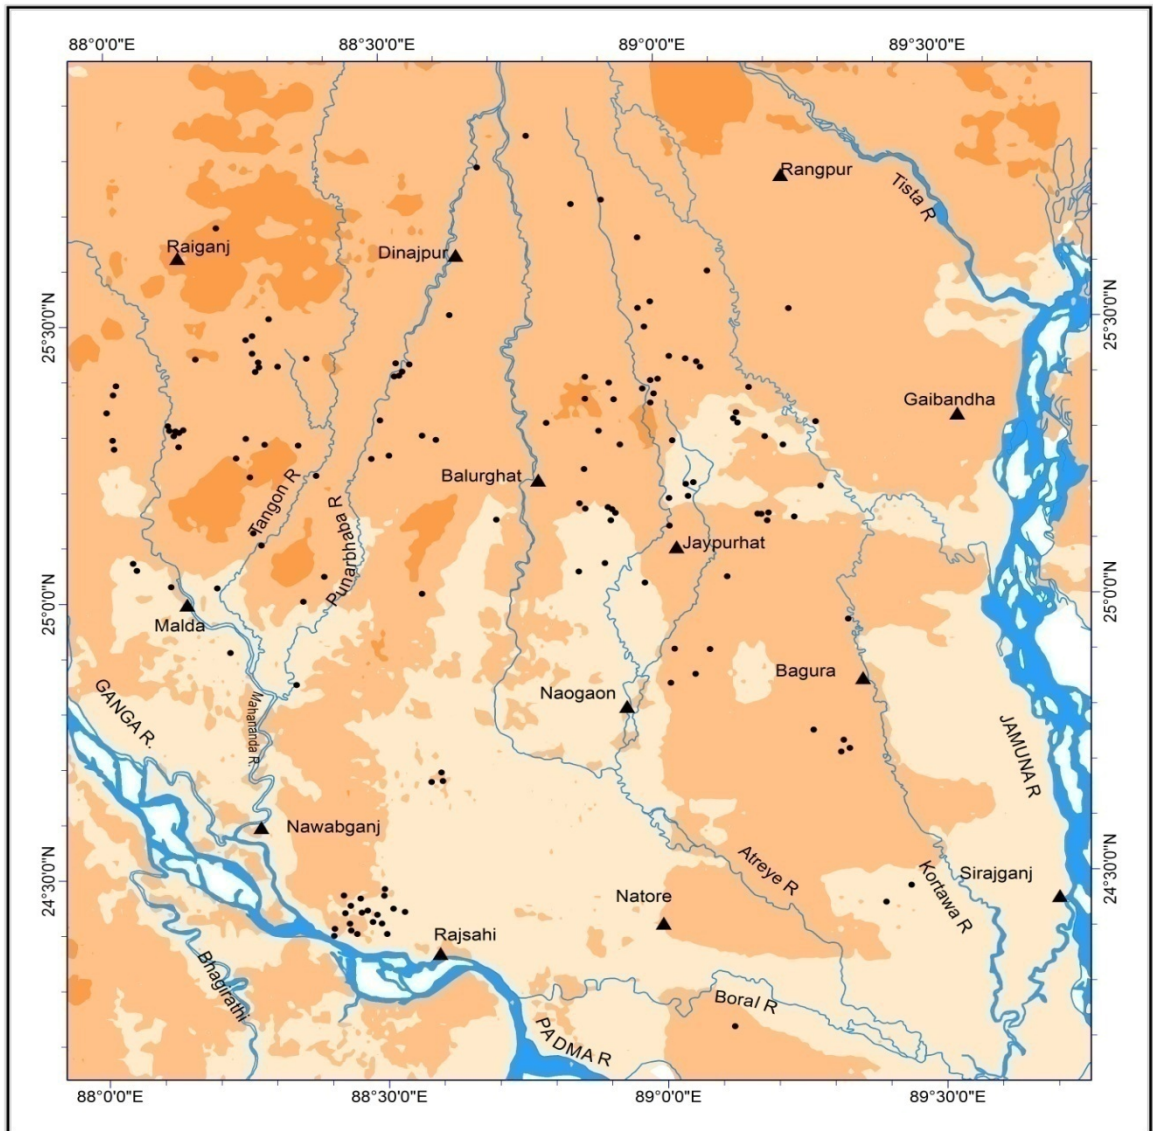 88°0'0"E 88°30'0"E 89°0'0"E 89°30'0"E
Rangpur
Tista R
Raiganj
Dinajpur
25°30'0"N
25°30'0"N
Gaibandha
Balurghat
Tangon R
Punarbhaba R
Jaypurhat
25°0'0"N
25°0'0"N
Malda
Bagura
Naogaon
GANGA R.
Mahananda R.
JAMUNA R
Nawabganj
Atreye R
Kortawa R
Sirajganj
24°30'0"N
24°30'0"N
Natore
Rajsahi
Bhagirathi
Boral R
PADMA R
88°0'0"E 88°30'0"E 89°0'0"E 89°30'0"E